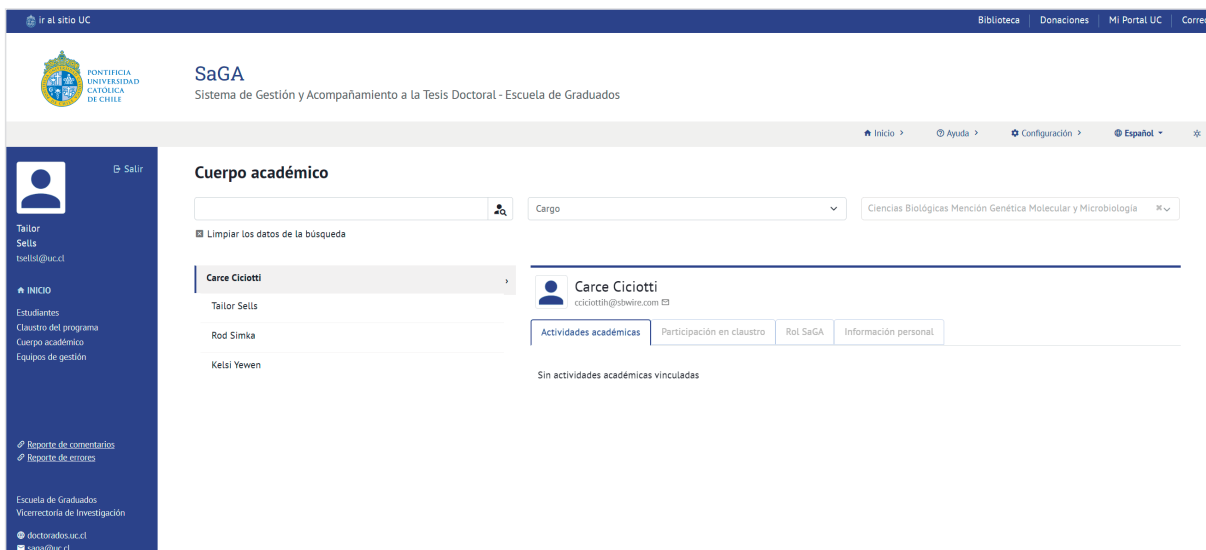 ir al sitio UC
Biblioteca Donaciones Mi Portal UC
PONTIFICIA
UNIVERSIDAD
CATÓLICA
DE CHILE
SaGA
Sistema de Gestión y Acompañamiento a la Tesis Doctoral - Escuela de Graduados
Inicio > Ayuda > Configuración > Español
Salir
Tailor
Sells
tsellsl@uc.cl
INICIO
Estudiantes
Claustro del programa
Cuerpo académico
Equipos de gestión
Reporte de comentarios
Reporte de errores
Escuela de Graduados
Vicerrectoría de Investigación
doctorados.uc.cl
saga@uc.cl
Cuerpo académico
Cargo
Ciencias Biológicas Mención Genética Molecular y Microbiología
Limpiar los datos de la búsqueda
Carce Ciciotti >
Tailor Sells
Rod Simka
Kelsi Yewen
Carce Ciciotti
cciciottih@sbwire.com
Actividades académicas Participación en claustro Rol SaGA Información personal
Sin actividades académicas vinculadas